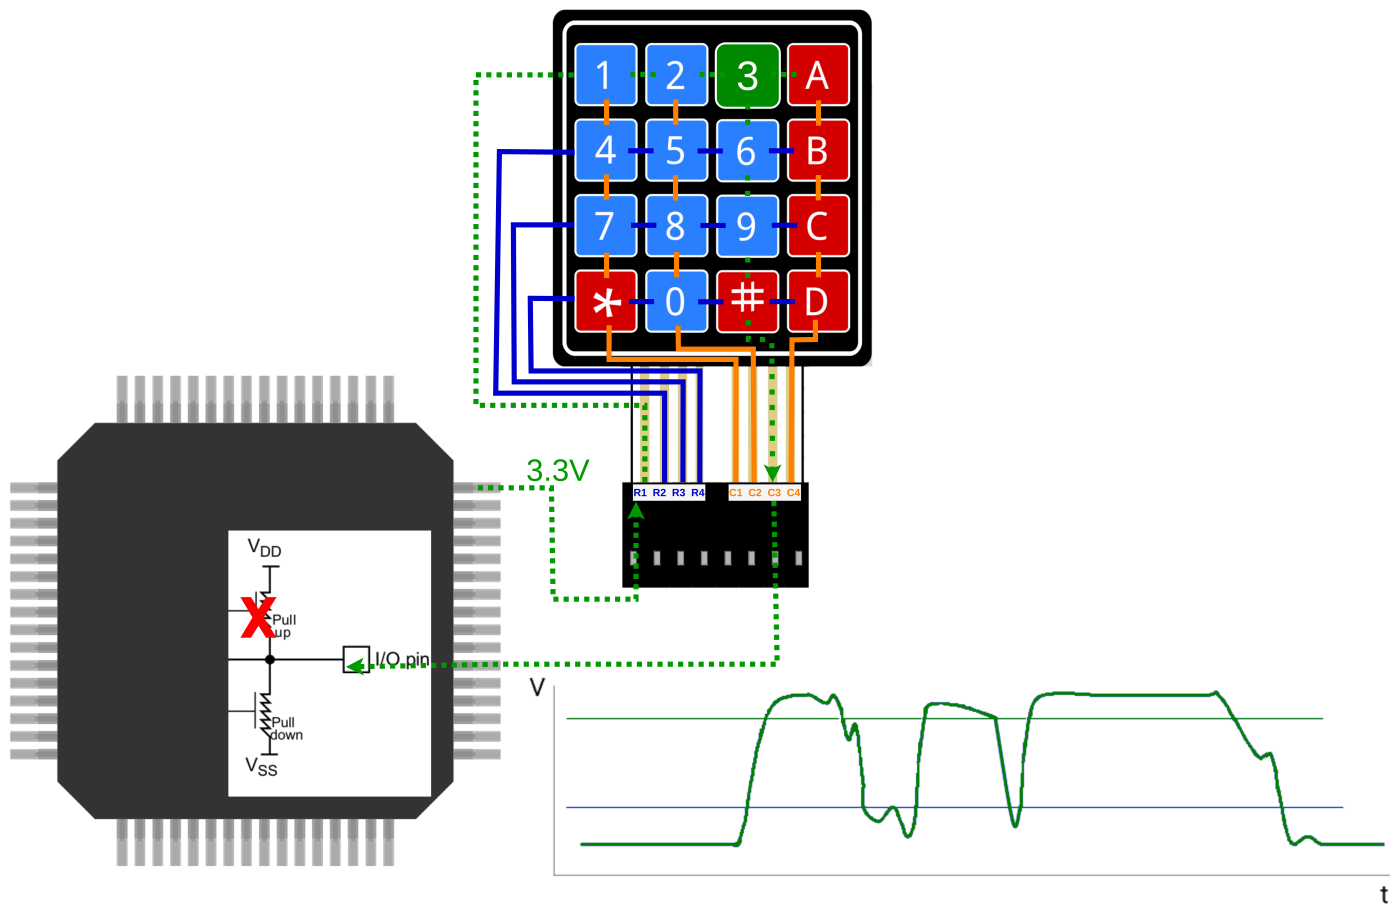 1 2 3 A
4 5 6 B
7 8 9 C
* 0 # D
3.3V
R1 R2 R3 R4 C1 C2 C3 C4
VDD
X
Pull
up
I/O pin
Pull
down
VSS
V
t